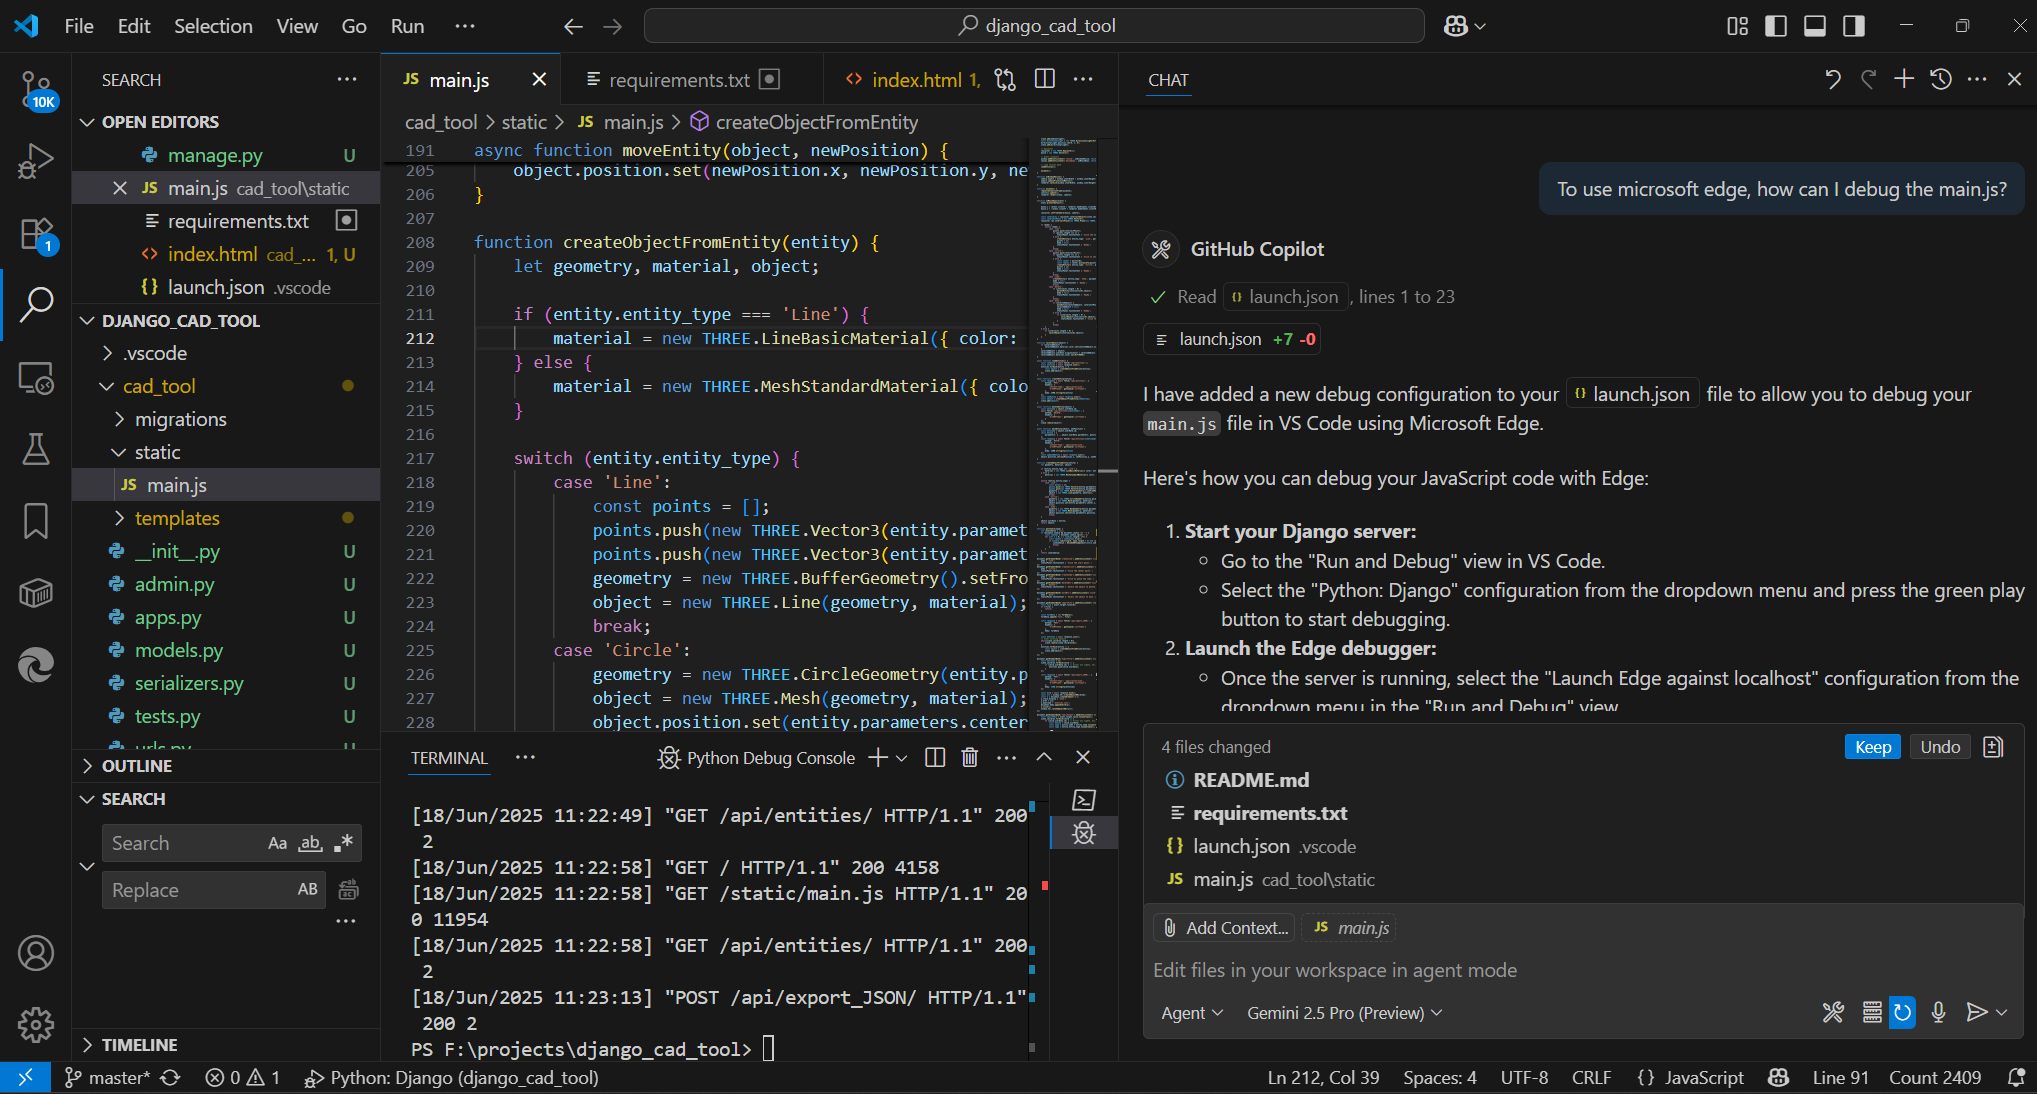 File Edit Selection View Go Run ···
django_cad_tool
10K
1
SEARCH
OPEN EDITORS
manage.py U
main.js cad_tool\static
requirements.txt
index.html cad_... 1, U
launch.json .vscode
DJANGO_CAD_TOOL
.vscode
cad_tool
migrations
static
main.js
templates
__init__.py U
admin.py U
apps.py U
models.py U
serializers.py U
tests.py U
urls.py U
OUTLINE
SEARCH
Search Aa ab .*
Replace AB
TIMELINE
main.js
requirements.txt
index.html 1,
cad_tool > static > JS main.js > createObjectFromEntity
191 async function moveEntity(object, newPosition) {
205 object.position.set(newPosition.x, newPosition.y, ne
206 }
207
208 function createObjectFromEntity(entity) {
209 let geometry, material, object;
210
211 if (entity.entity_type === 'Line') {
212 material = new THREE.LineBasicMaterial({ color:
213 } else {
214 material = new THREE.MeshStandardMaterial({ colo
215 }
216
217 switch (entity.entity_type) {
218 case 'Line':
219 const points = [];
220 points.push(new THREE.Vector3(entity.paramet
221 points.push(new THREE.Vector3(entity.paramet
222 geometry = new THREE.BufferGeometry().setFro
223 object = new THREE.Line(geometry, material);
224 break;
225 case 'Circle':
226 geometry = new THREE.CircleGeometry(entity.p
227 object = new THREE.Mesh(geometry, material);
228 object.position.set(entity.parameters.center
TERMINAL ··· Python Debug Console
[18/Jun/2025 11:22:49] "GET /api/entities/ HTTP/1.1" 200
2
[18/Jun/2025 11:22:58] "GET / HTTP/1.1" 200 4158
[18/Jun/2025 11:22:58] "GET /static/main.js HTTP/1.1" 20
0 11954
[18/Jun/2025 11:22:58] "GET /api/entities/ HTTP/1.1" 200
2
[18/Jun/2025 11:23:13] "POST /api/export_JSON/ HTTP/1.1"
200 2
PS F:\projects\django_cad_tool>
CHAT
To use microsoft edge, how can I debug the main.js?
GitHub Copilot
Read launch.json , lines 1 to 23
launch.json +7 -0
I have added a new debug configuration to your launch.json file to allow you to debug your
main.js file in VS Code using Microsoft Edge.
Here's how you can debug your JavaScript code with Edge:
1. Start your Django server:
Go to the "Run and Debug" view in VS Code.
Select the "Python: Django" configuration from the dropdown menu and press the green play
button to start debugging.
2. Launch the Edge debugger:
Once the server is running, select the "Launch Edge against localhost" configuration from the
dropdown menu in the "Run and Debug" view
4 files changed Keep Undo
README.md
requirements.txt
launch.json .vscode
main.js cad_tool\static
Add Context... JS main.js
Edit files in your workspace in agent mode
Agent Gemini 2.5 Pro (Preview)
master* 0 1 Python: Django (django_cad_tool) Ln 212, Col 39 Spaces: 4 UTF-8 CRLF {} JavaScript Line 91 Count 2409